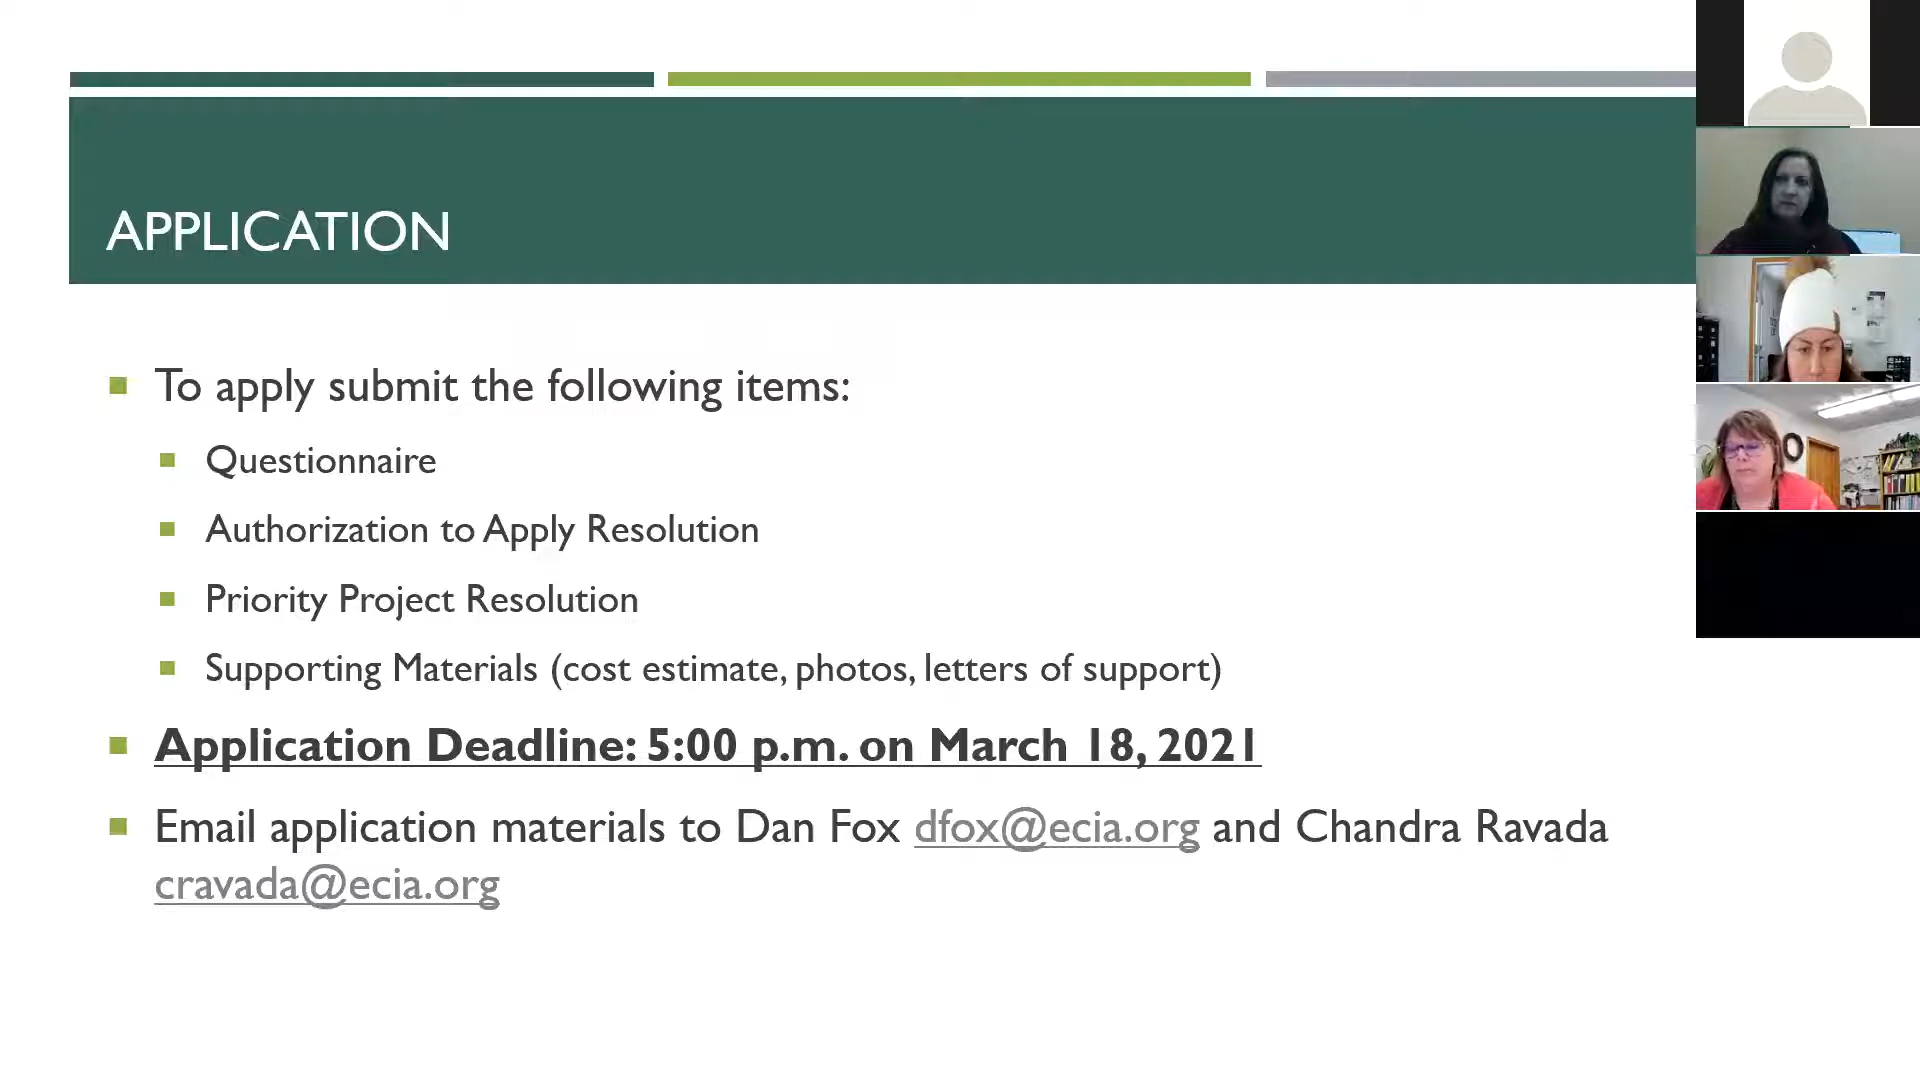 APPLICATION
To apply submit the following items:
Questionnaire
Authorization to Apply Resolution
Priority Project Resolution
Supporting Materials (cost estimate, photos, letters of support)
Application Deadline: 5:00 p.m. on March 18, 2021
Email application materials to Dan Fox dfox@ecia.org and Chandra Ravada
cravada@ecia.org